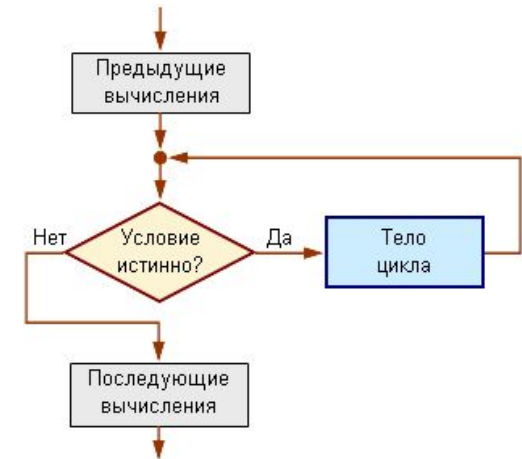 Предыдущие
вычисления
Нет
Условие
истинно?
Да
Тело
цикла
Последующие
вычисления